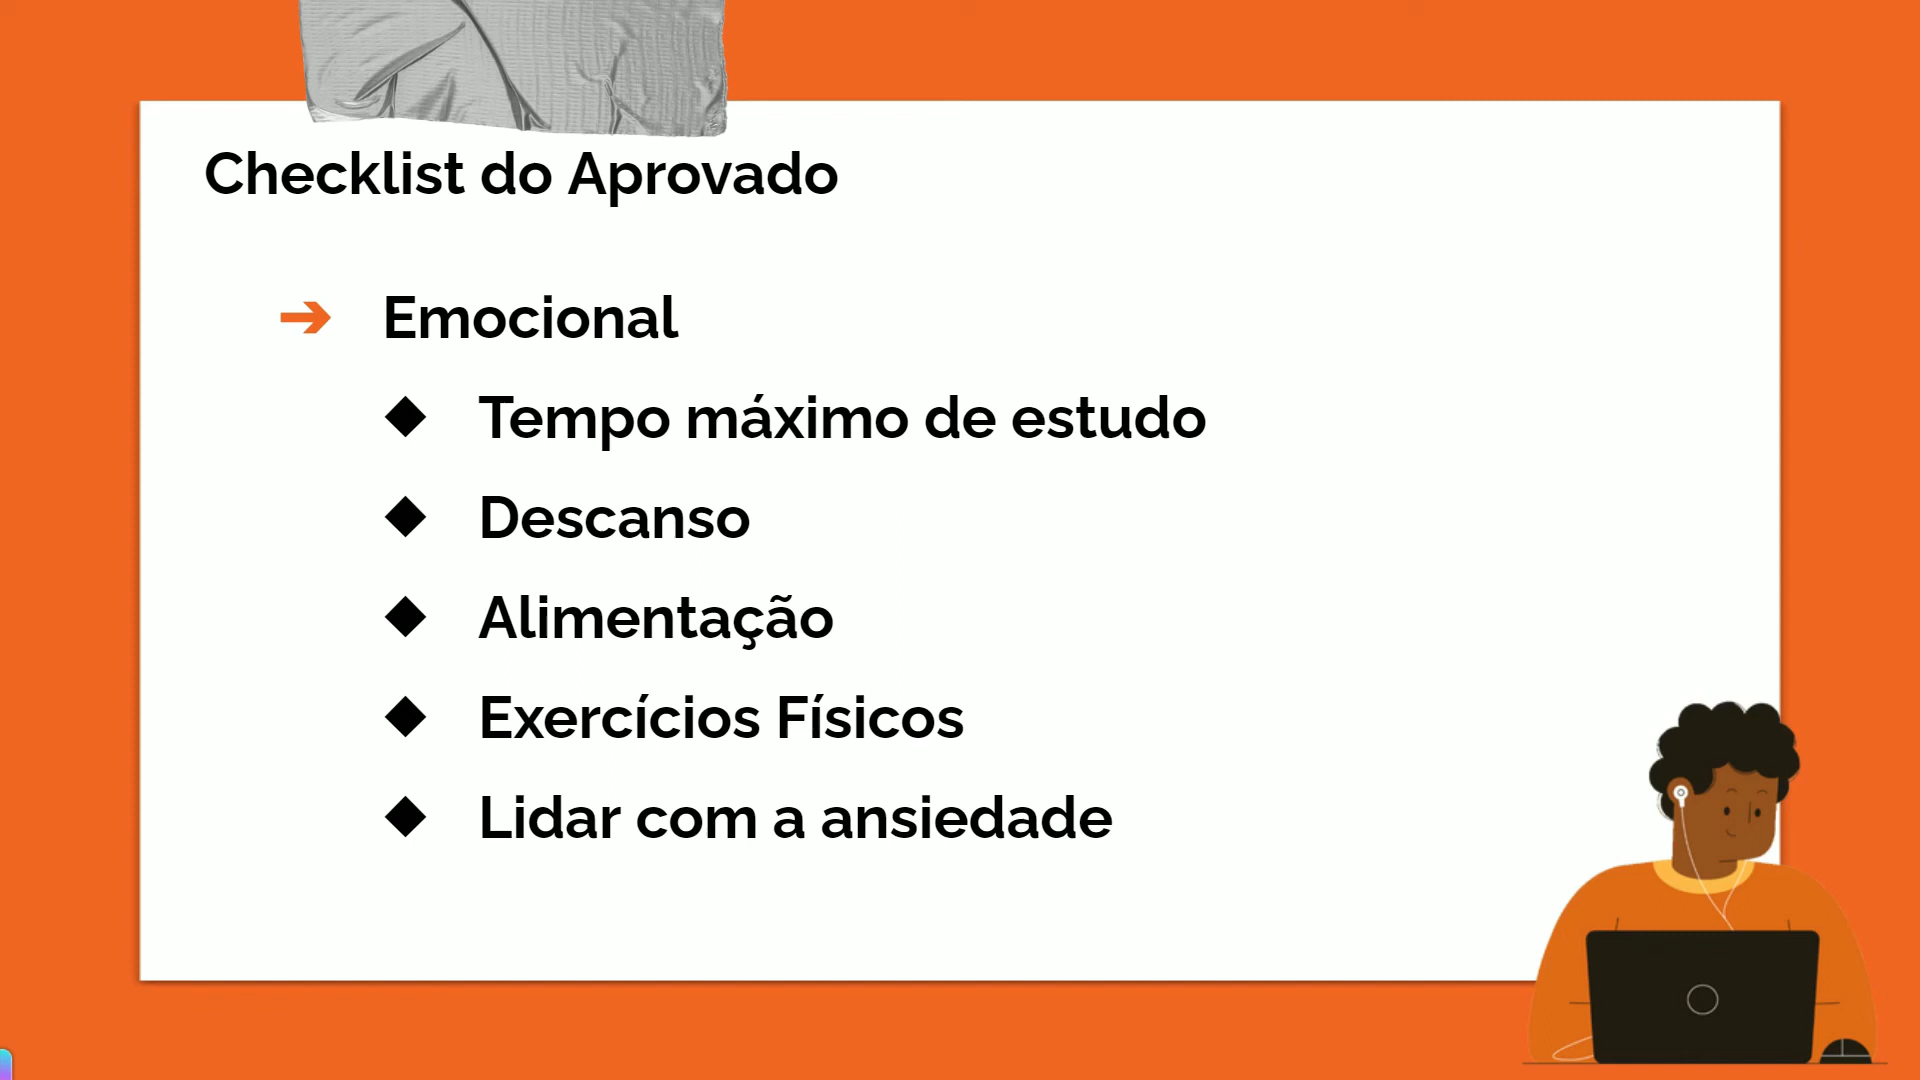 Checklist do Aprovado
➔ Emocional
◆ Tempo máximo de estudo
◆ Descanso
◆ Alimentação
◆ Exercícios Físicos
◆ Lidar com a ansiedade